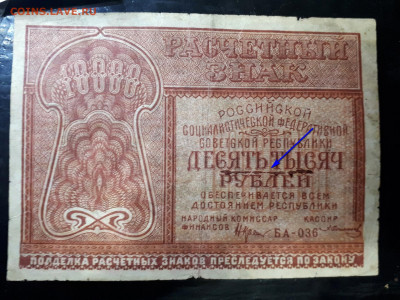 COINS.LAVE.RU
10000
РАСЧЕТНЫЙ
ЗНАК
РОССИЙСКОЙ
СОЦИАЛИСТИЧЕСКОЙ ФЕДЕРАТИВНОЙ
СОВЕТСКОЙ РЕСПУБЛИКИ
ДЕСЯТЬ ТЫСЯЧ
РУБЛЕЙ
ОБЕСПЕЧИВАЕТСЯ ВСЕМ
ДОСТОЯНИЕМ РЕСПУБЛИКИ
НАРОДНЫЙ КОМИССАР КАССИР
ФИНАНСОВ БА-036
ПОДДЕЛКА РАСЧЕТНЫХ ЗНАКОВ ПРЕСЛЕДУЕТСЯ ПО ЗАКОНУ